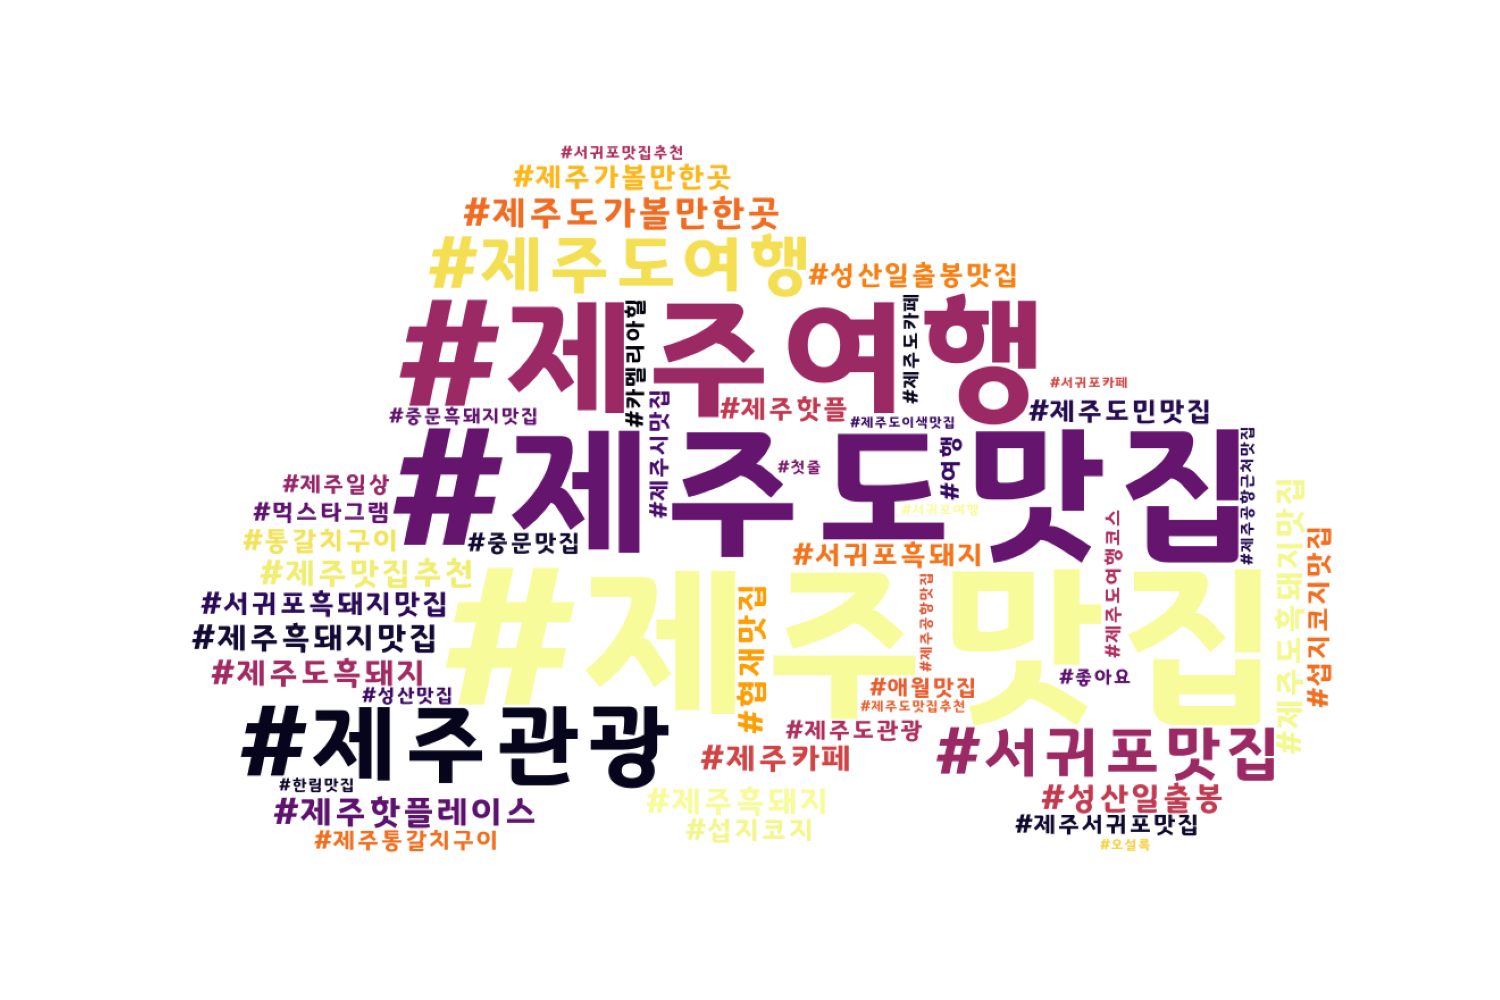 #서귀포맛집추천
#제주가볼만한곳
#제주도가볼만한곳
#제주도여행
#성산일출봉맛집
#제주여행
#카멜리아힐
#제주도카페
#서귀포카페
#중문흑돼지맛집
#제주시맛집
#제주핫플
#제주도이색맛집
#제주도민맛집
#제주도맛집
#첫줄
#여행
#제주공항근처맛집
#제주일상
#먹스타그램
#서귀포여행
#통갈치구이
#중문맛집
#서귀포흑돼지
#제주도여행코스
#제주도흑돼지맛집
#섭지코지맛집
#제주맛집추천
#제주맛집
#협재맛집
#제주공항맛집
#서귀포흑돼지맛집
#제주흑돼지맛집
#제주도흑돼지
#성산맛집
#애월맛집
#좋아요
#제주도맛집추천
#제주관광
#제주도관광
#서귀포맛집
#제주카페
#한림맛집
#제주핫플레이스
#제주흑돼지
#성산일출봉
#제주통갈치구이
#섭지코지
#제주서귀포맛집
#오설록